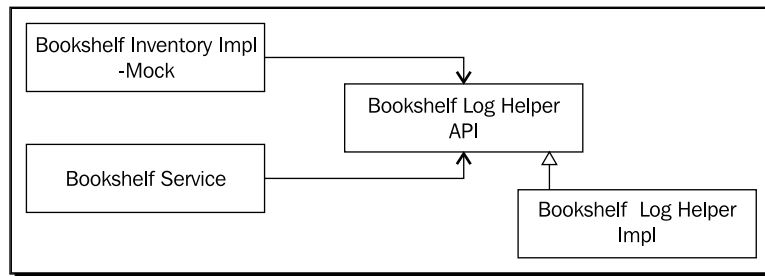 Bookshelf Inventory Impl
-Mock
Bookshelf Log Helper
API
Bookshelf Service
Bookshelf Log Helper
Impl